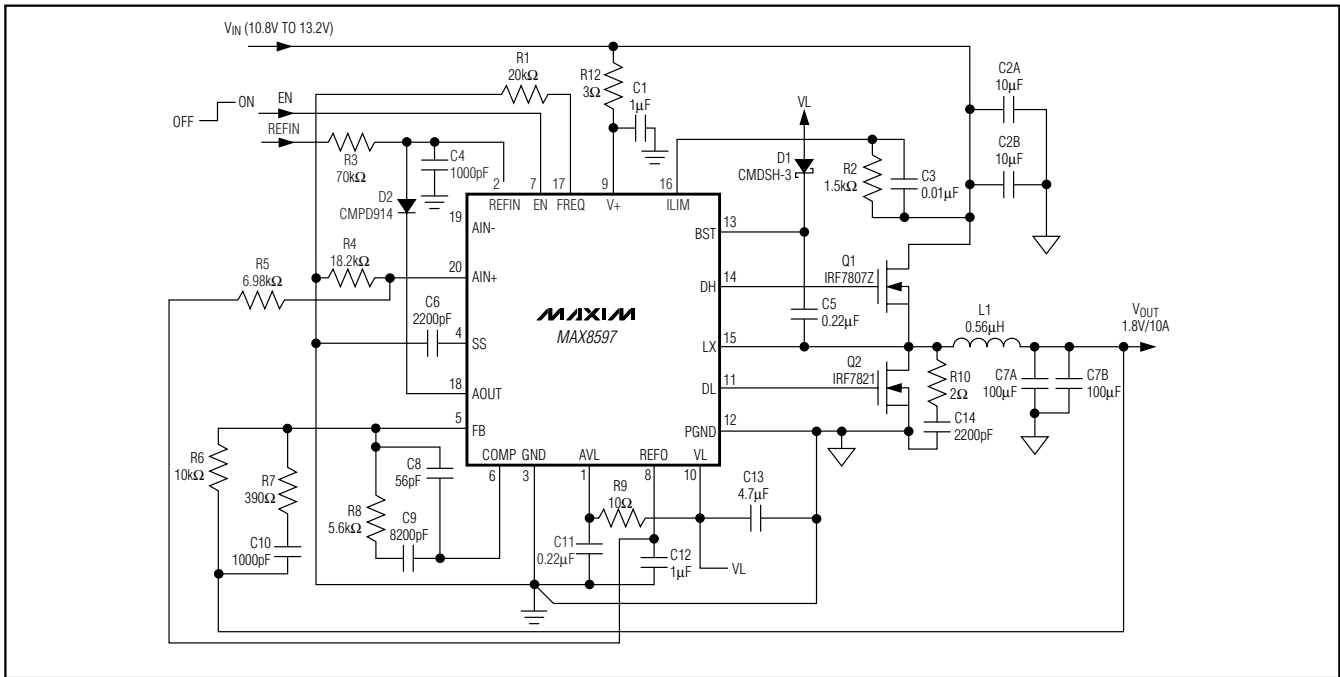 VIN (10.8V TO 13.2V)
R1
20kΩ
R12
3Ω
C1
1µF
C2A
10µF
C2B
10µF
OFF
ON
EN
REFIN
R3
70kΩ
C4
1000pF
VL
D1
CMDSH-3
R2
1.5kΩ
C3
0.01µF
D2
CMPD914
2
7
17
9
16
REFIN
EN
FREQ
V+
ILIM
19
AIN-
BST
13
R4
18.2kΩ
R5
6.98kΩ
20
AIN+
DH
14
Q1
IRF7807Z
C6
2200pF
4
SS
MAXIM
MAX8597
C5
0.22µF
L1
0.56µH
VOUT
1.8V/10A
LX
15
18
AOUT
DL
11
Q2
IRF7821
R10
2Ω
C7A
100µF
C7B
100µF
C14
2200pF
5
FB
PGND
12
COMP
GND
AVL
REFO
VL
6
3
1
8
10
R6
10kΩ
R7
390Ω
C8
56pF
R8
5.6kΩ
C9
8200pF
C10
1000pF
R9
10Ω
C13
4.7µF
C11
0.22µF
C12
1µF
VL